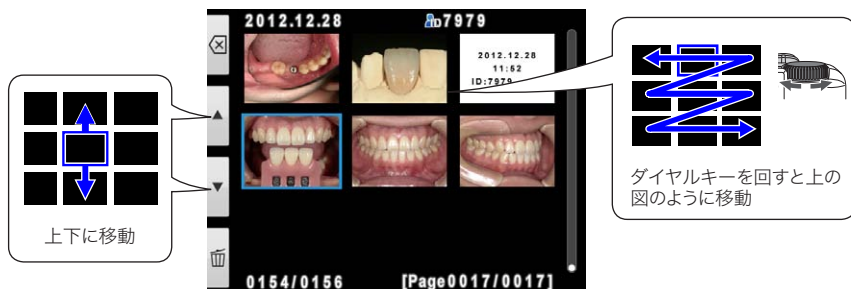 2012.12.28
ID7979
2012.12.28
11:52
ID:7979
上下に移動
ダイヤルキーを回すと上の
図のように移動
0154/0156
[Page0017/0017]